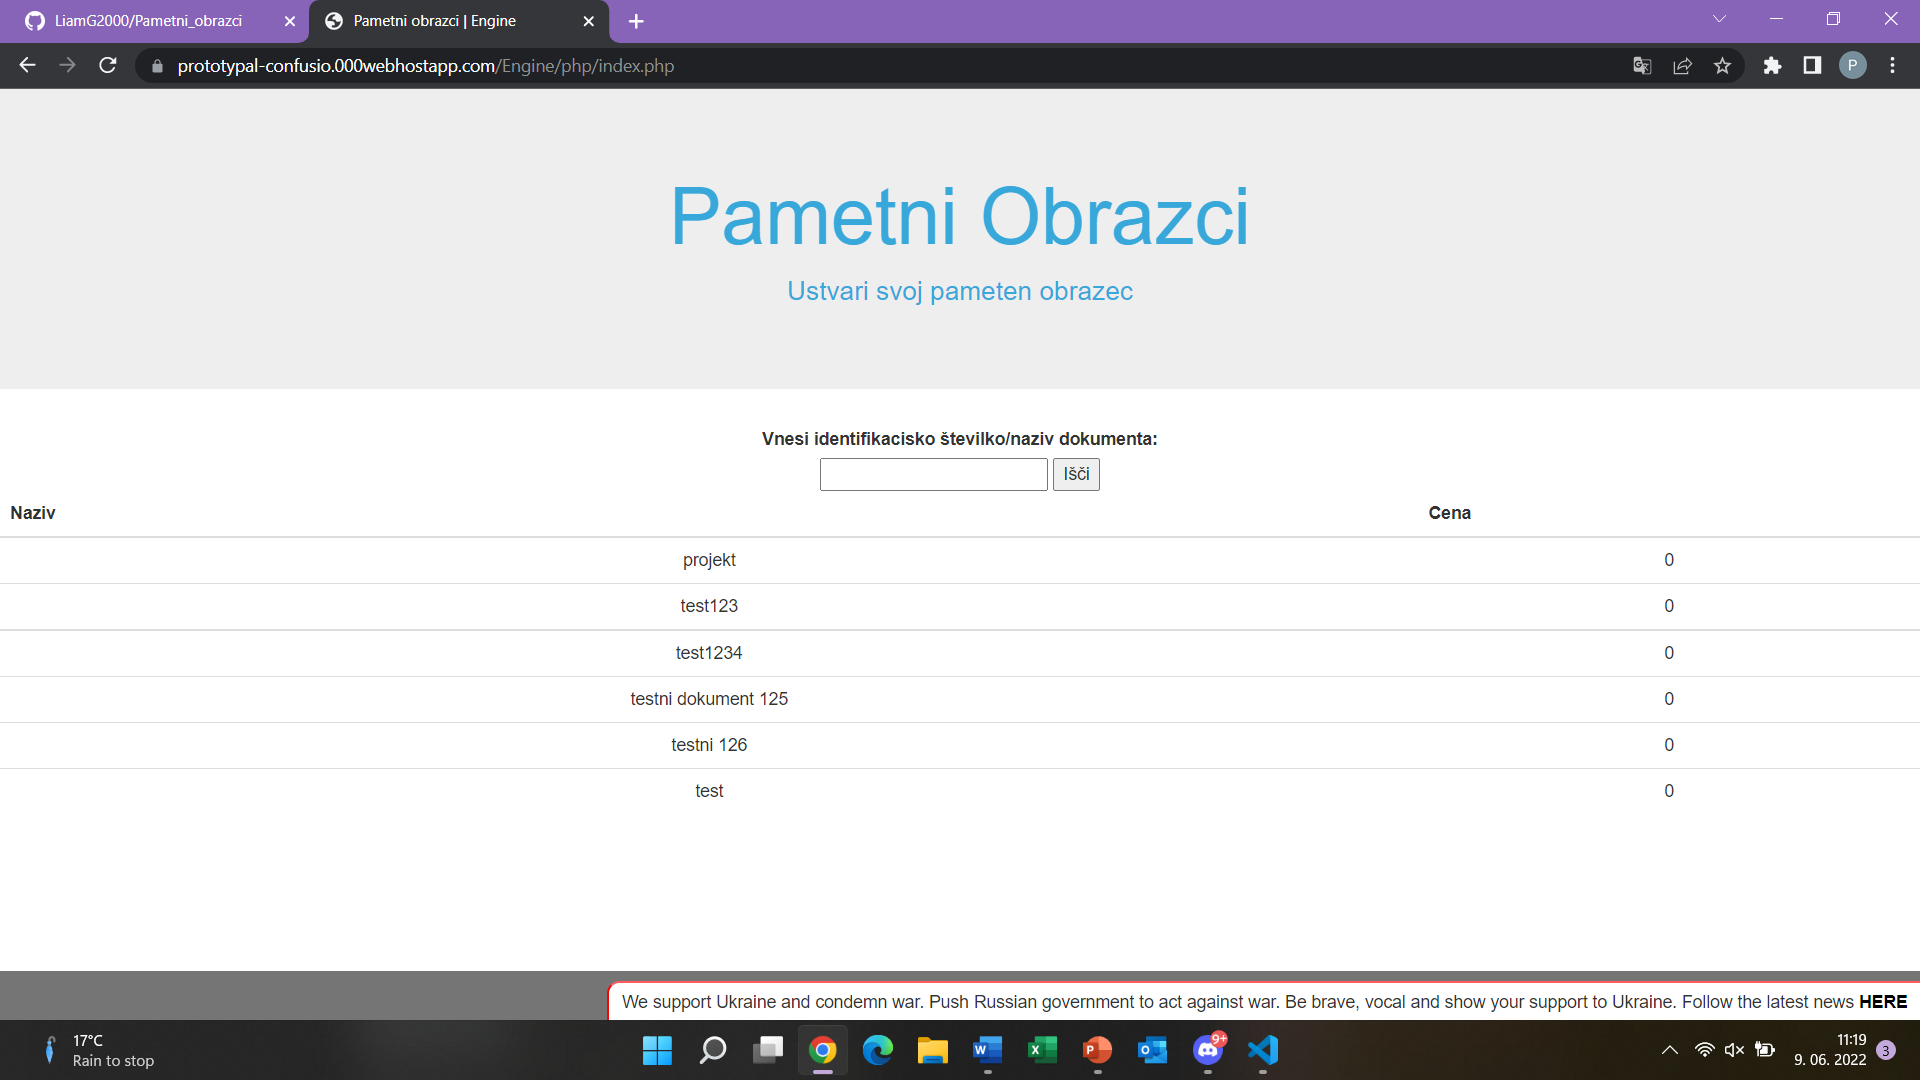 LiamG2000/Pametni_obrazci
Pametni obrazci | Engine
prototypal-confusio.000webhostapp.com/Engine/php/index.php
P
Pametni Obrazci
Ustvari svoj pameten obrazec
Vnesi identifikacisko številko/naziv dokumenta:
Išči
Naziv Cena
projekt 0
test123 0
test1234 0
testni dokument 125 0
testni 126 0
test 0
We support Ukraine and condemn war. Push Russian government to act against war. Be brave, vocal and show your support to Ukraine. Follow the latest news HERE
17°C
Rain to stop
9+
11:19
9. 06. 2022
3